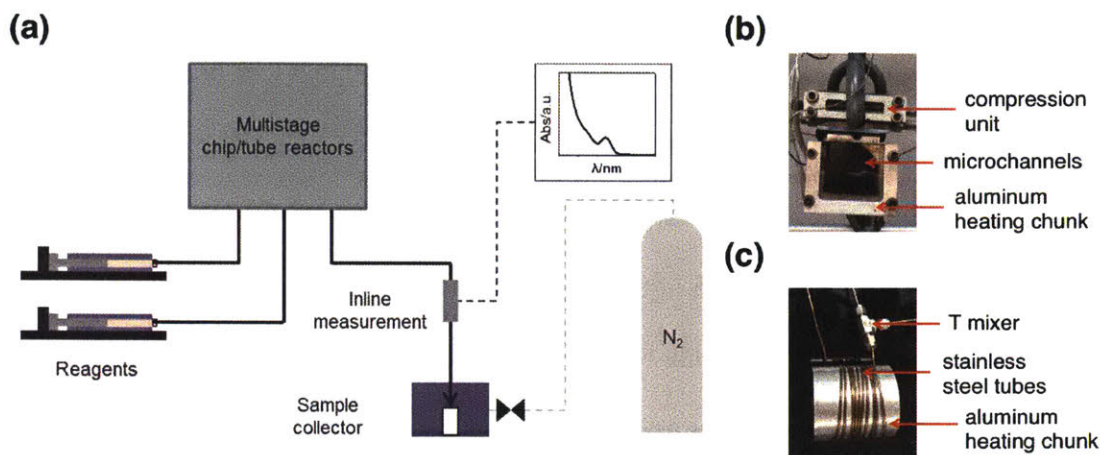 (a)
Multistage
chip/tube reactors
Abs/a.u.
λ/nm
Reagents
Inline
measurement
Sample
collector
N2
(b)
compression
unit
microchannels
aluminum
heating chunk
(c)
T mixer
stainless
steel tubes
aluminum
heating chunk